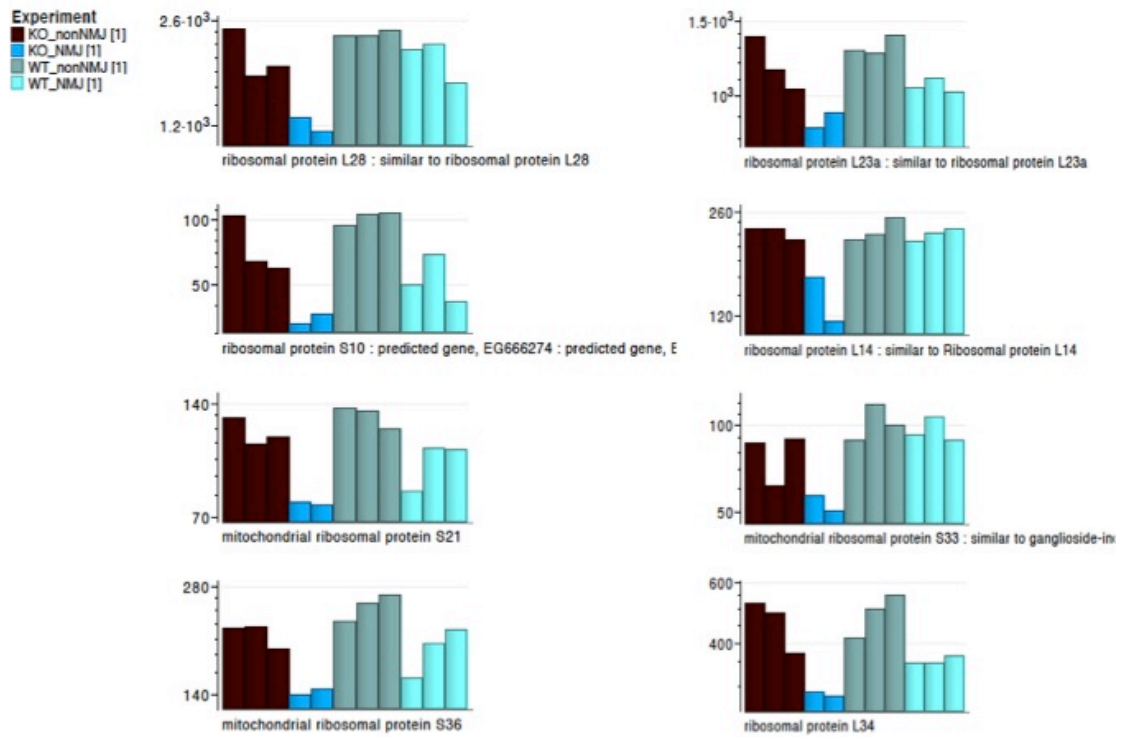 Experiment
KO_nonNMJ [1]
KO_NMJ [1]
WT_nonNMJ [1]
WT_NMJ [1]
2.6·10³
1.2·10³
ribosomal protein L28 : similar to ribosomal protein L28
1.5·10³
10³
ribosomal protein L23a : similar to ribosomal protein L23a
100
50
ribosomal protein S10 : predicted gene, EG666274 : predicted gene, E
260
120
ribosomal protein L14 : similar to Ribosomal protein L14
140
70
mitochondrial ribosomal protein S21
100
50
mitochondrial ribosomal protein S33 : similar to ganglioside-in
280
140
mitochondrial ribosomal protein S36
600
400
ribosomal protein L34